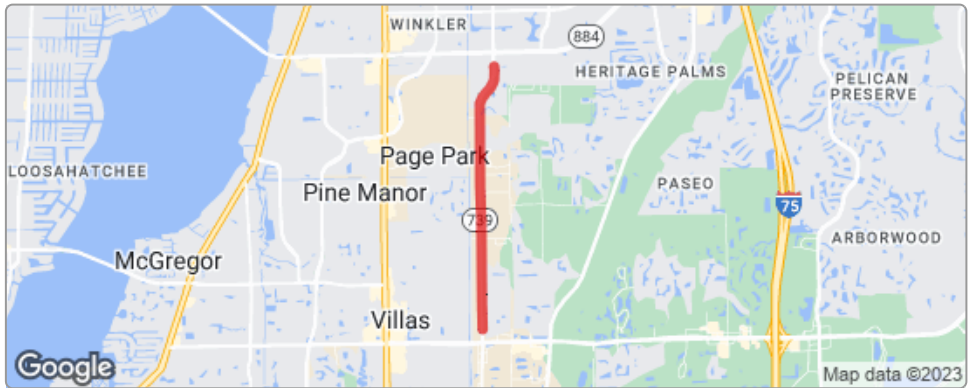 WINKLER
884
HERITAGE PALMS
PELICAN
PRESERVE
Page Park
LOOSAHATCHEE
Pine Manor
PASEO
75
739
ARBORWOOD
McGregor
Villas
Google
Map data ©2023